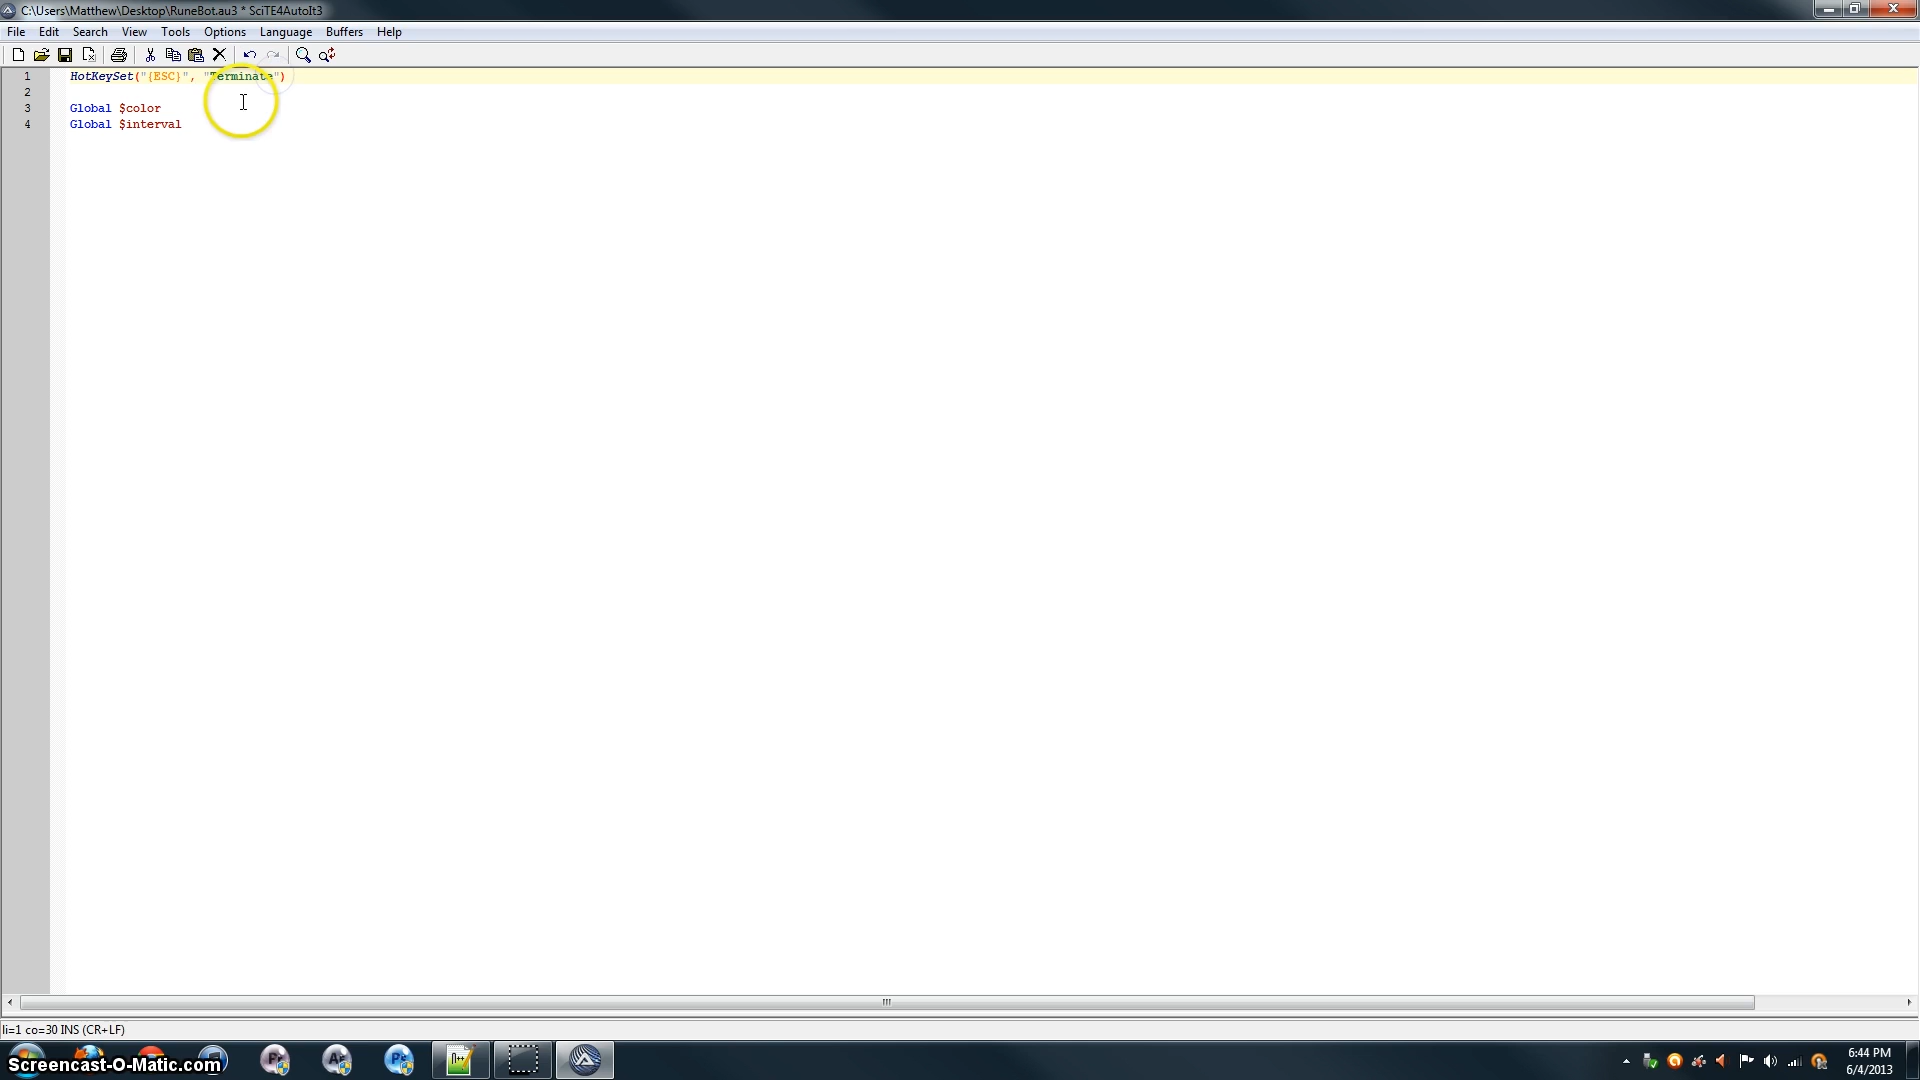 C:\Users\Matthew\Desktop\RuneBot.au3 * SciTE4AutoIt3
File Edit Search View Tools Options Language Buffers Help
1 HotKeySet("{ESC}", "Terminate")
2
3 Global $color
4 Global $interval
li=1 co=30 INS (CR+LF)
Screencast-O-Matic.com
6:44 PM
6/4/2013